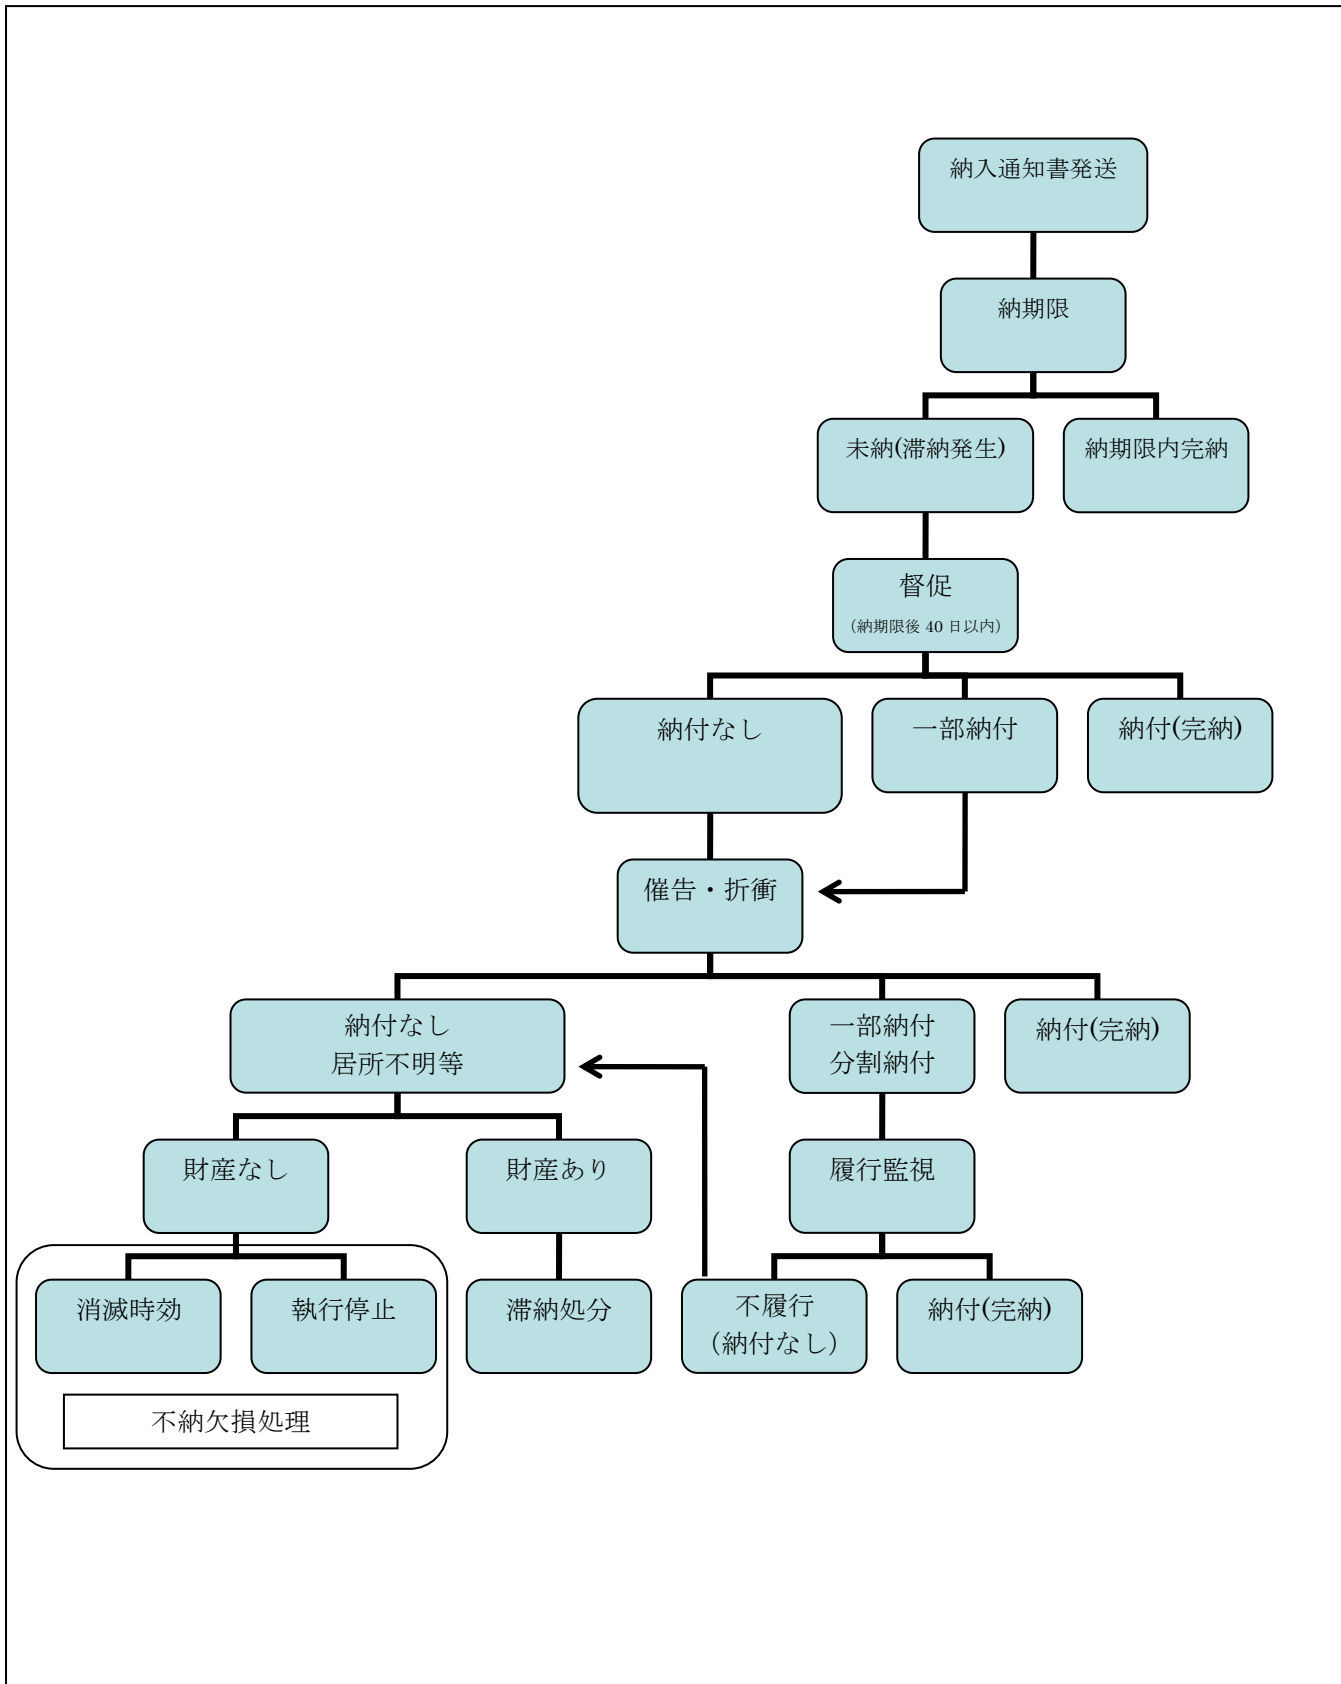 納入通知書発送
納期限
未納(滞納発生)
納期限内完納
督促
（納期限後 40 日以内）
納付なし
一部納付
納付(完納)
催告・折衝
納付なし
居所不明等
一部納付
分割納付
納付(完納)
財産なし
財産あり
履行監視
消滅時効
執行停止
滞納処分
不履行
（納付なし）
納付(完納)
不納欠損処理